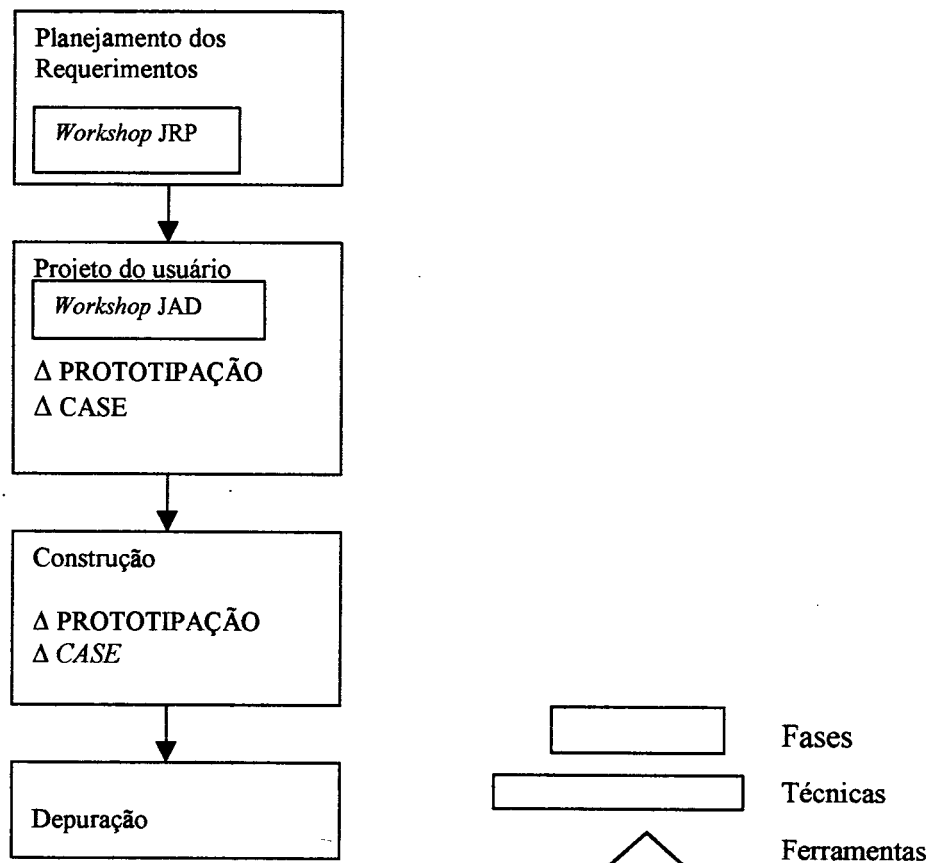 Planejamento dos
Requerimentos
Workshop JRP
Projeto do usuário
Workshop JAD
Δ PROTOTIPAÇÃO
Δ CASE
Construção
Δ PROTOTIPAÇÃO
Δ CASE
Depuração
Fases
Técnicas
Ferramentas